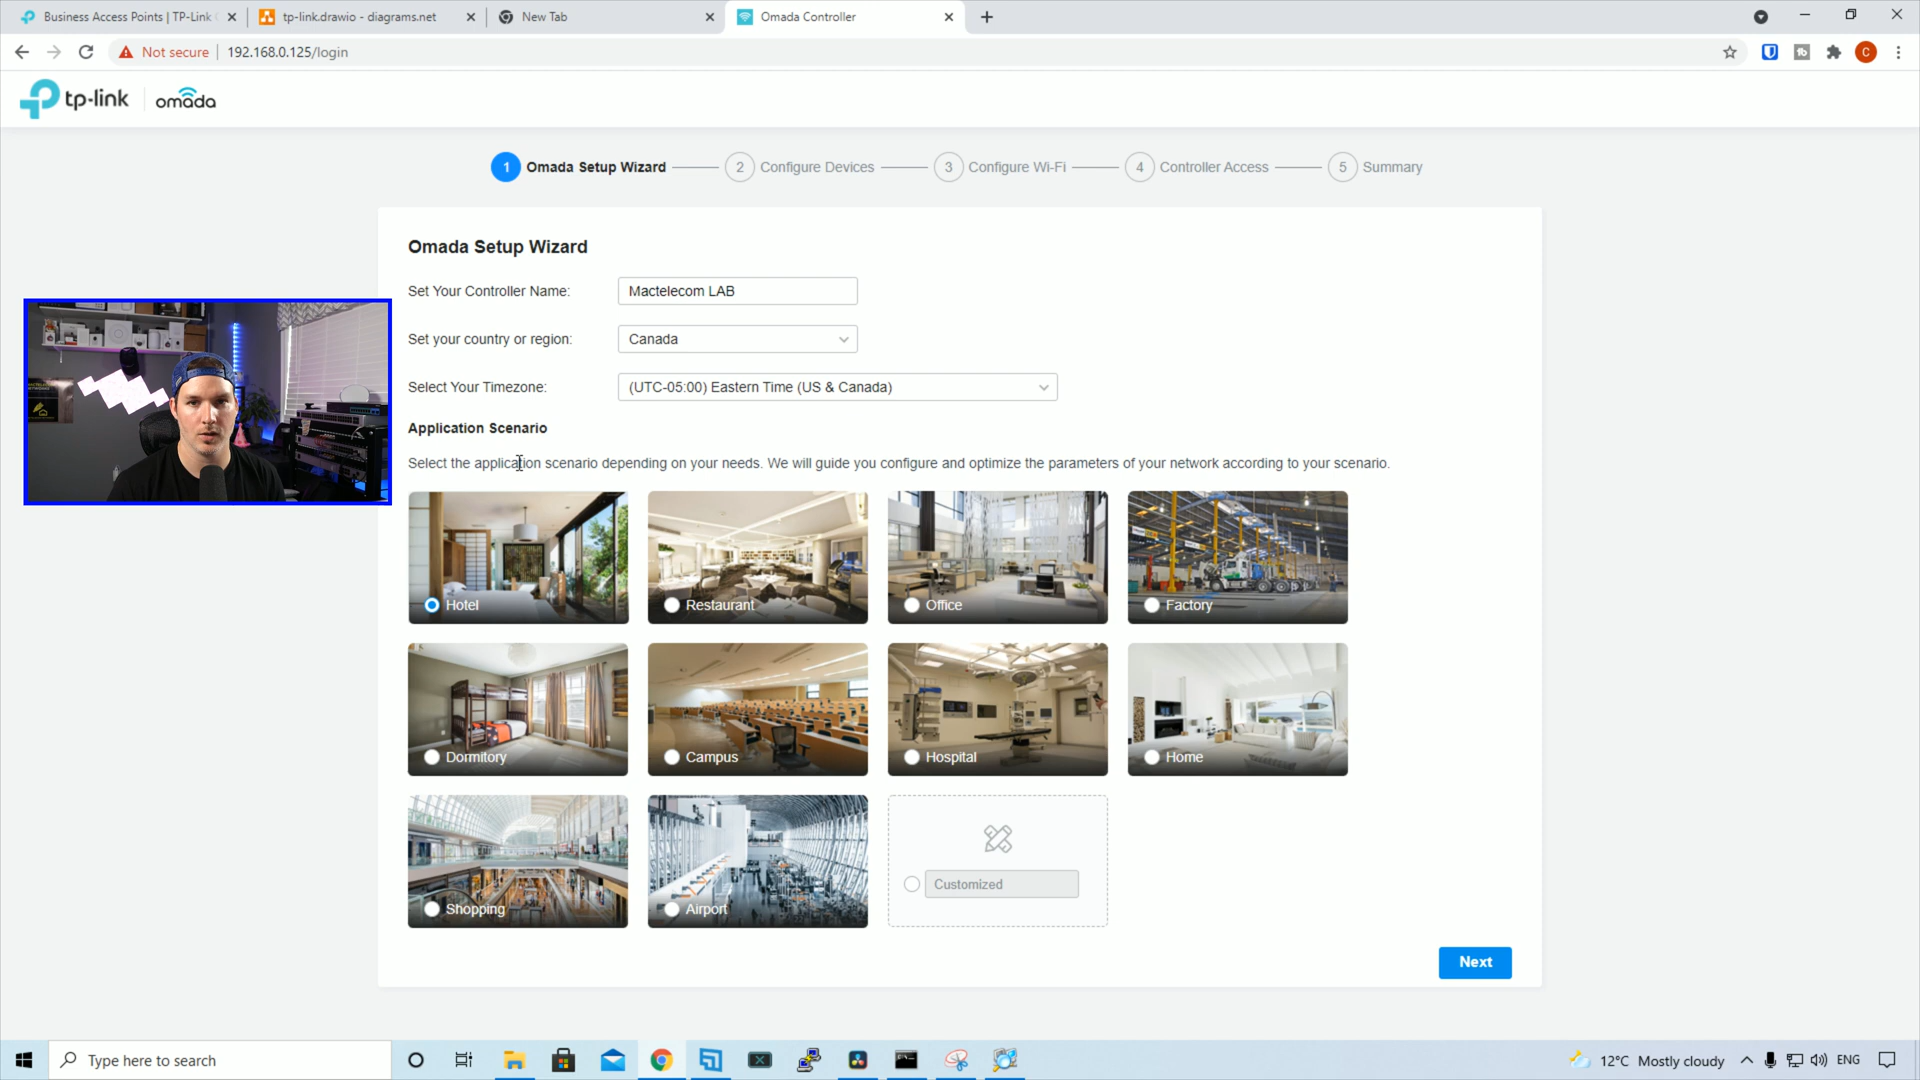 Business Access Points | TP-Link
tp-link.drawio - diagrams.net
New Tab
Omada Controller
Not secure
192.168.0.125/login
tp-link
omada
1 Omada Setup Wizard
2 Configure Devices
3 Configure Wi-Fi
4 Controller Access
5 Summary
Omada Setup Wizard
Set Your Controller Name: Mactelecom LAB
Set your country or region: Canada
Select Your Timezone: (UTC-05:00) Eastern Time (US & Canada)
Application Scenario
Select the application scenario depending on your needs. We will guide you configure and optimize the parameters of your network according to your scenario.
Hotel
Restaurant
Office
Factory
Dormitory
Campus
Hospital
Home
Shopping
Airport
Customized
Next
Type here to search
12°C Mostly cloudy
ENG